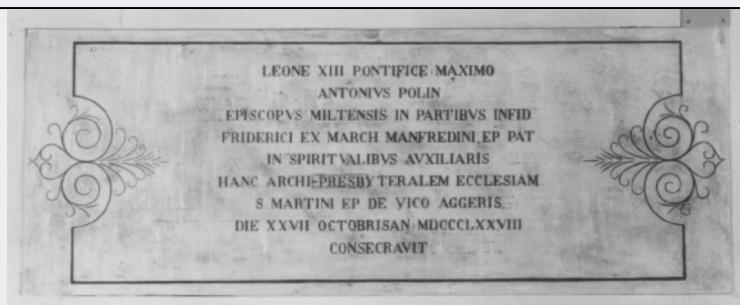 LEONE XIII PONTIFICE MAXIMO
ANTONIVS POLIN
EPISCOPVS MILTENSIS IN PARTIBVS INFID
FRIDERICI EX MARCH MANFREDINI EP PAT
IN SPIRITVALIBVS AVXILIARIS
HANC ARCHI-PRESBYTERALEM ECCLESIAM
S MARTINI EP DE VICO AGGERIS
DIE XXVII OCTOBRISAN MDCCCLXXVIII
CONSECRAVIT